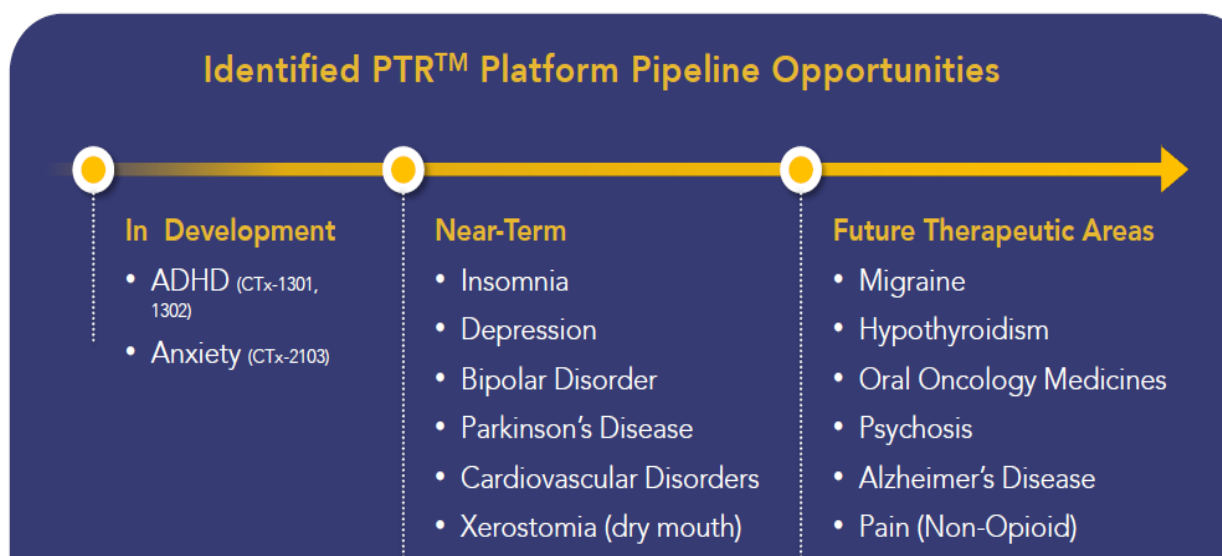 Identified PTR™ Platform Pipeline Opportunities
In Development
• ADHD (CTx-1301,
1302)
• Anxiety (CTx-2103)
Near-Term
• Insomnia
• Depression
• Bipolar Disorder
• Parkinson’s Disease
• Cardiovascular Disorders
• Xerostomia (dry mouth)
Future Therapeutic Areas
• Migraine
• Hypothyroidism
• Oral Oncology Medicines
• Psychosis
• Alzheimer’s Disease
• Pain (Non-Opioid)